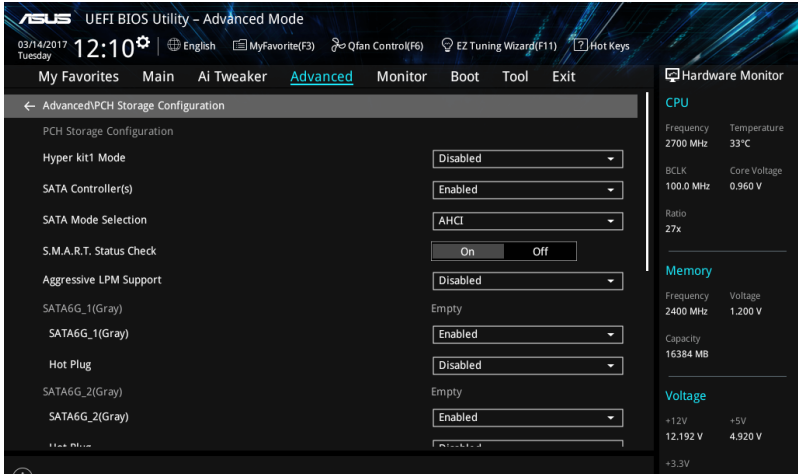 ASUS UEFI BIOS Utility – Advanced Mode
03/14/2017 Tuesday 12:10 English MyFavorite(F3) Qfan Control(F6) EZ Tuning Wizard(F11) ? Hot Keys
My Favorites Main Ai Tweaker Advanced Monitor Boot Tool Exit
← Advanced\PCH Storage Configuration
PCH Storage Configuration
Hyper kit1 Mode Disabled
SATA Controller(s) Enabled
SATA Mode Selection AHCI
S.M.A.R.T. Status Check On Off
Aggressive LPM Support Disabled
SATA6G_1(Gray) Empty
SATA6G_1(Gray) Enabled
Hot Plug Disabled
SATA6G_2(Gray) Empty
SATA6G_2(Gray) Enabled
Hardware Monitor
CPU
Frequency Temperature
2700 MHz 33°C
BCLK Core Voltage
100.0 MHz 0.960 V
Ratio
27x
Memory
Frequency Voltage
2400 MHz 1.200 V
Capacity
16384 MB
Voltage
+12V +5V
12.192 V 4.920 V
+3.3V